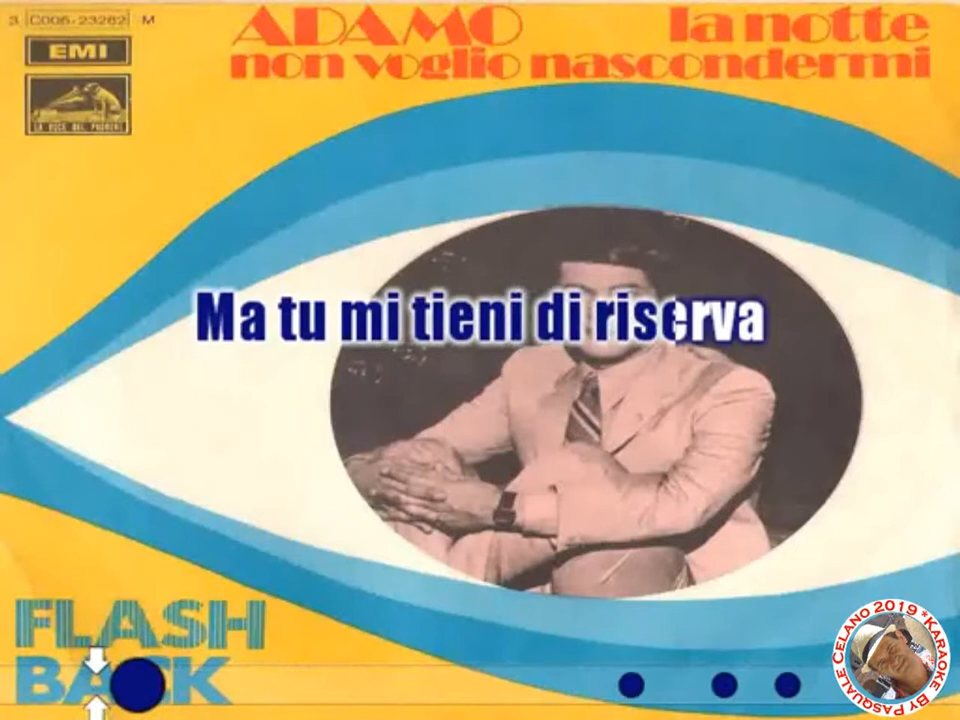 3 C006-23282 M
EMI
LA VOCE DEL PADRONE
ADAMO la notte
non voglio nascondermi
Ma tu mi tieni di riserva
FLASH
BACK
PASQUALE CELANO 2019 *KARAOKE BY